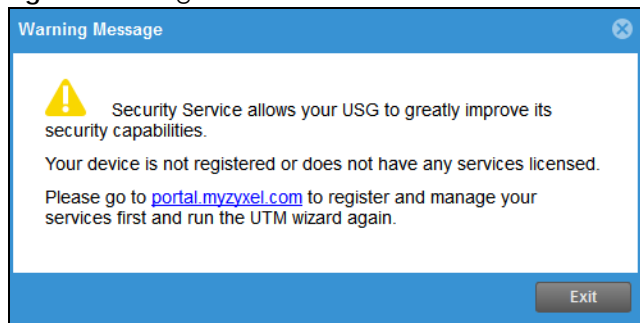 Warning Message
Security Service allows your USG to greatly improve its
security capabilities.
Your device is not registered or does not have any services licensed.
Please go to portal.myzyxel.com to register and manage your
services first and run the UTM wizard again.
Exit